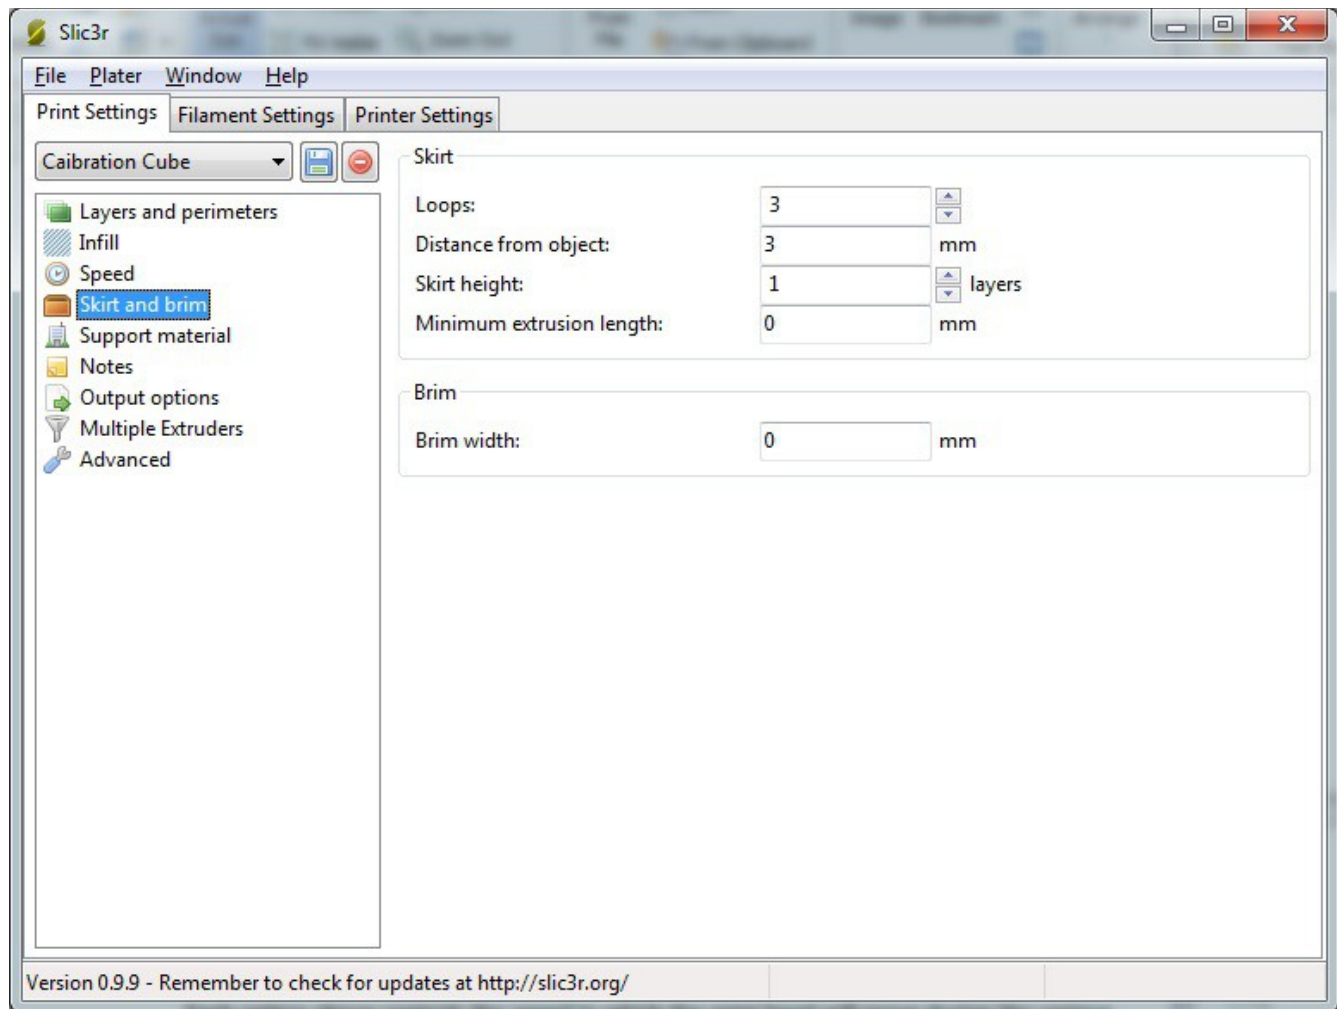 Slic3r
File Plater Window Help
Print Settings Filament Settings Printer Settings
Caibration Cube
Layers and perimeters
Infill
Speed
Skirt and brim
Support material
Notes
Output options
Multiple Extruders
Advanced
Skirt
Loops: 3
Distance from object: 3 mm
Skirt height: 1 layers
Minimum extrusion length: 0 mm
Brim
Brim width: 0 mm
Version 0.9.9 - Remember to check for updates at http://slic3r.org/